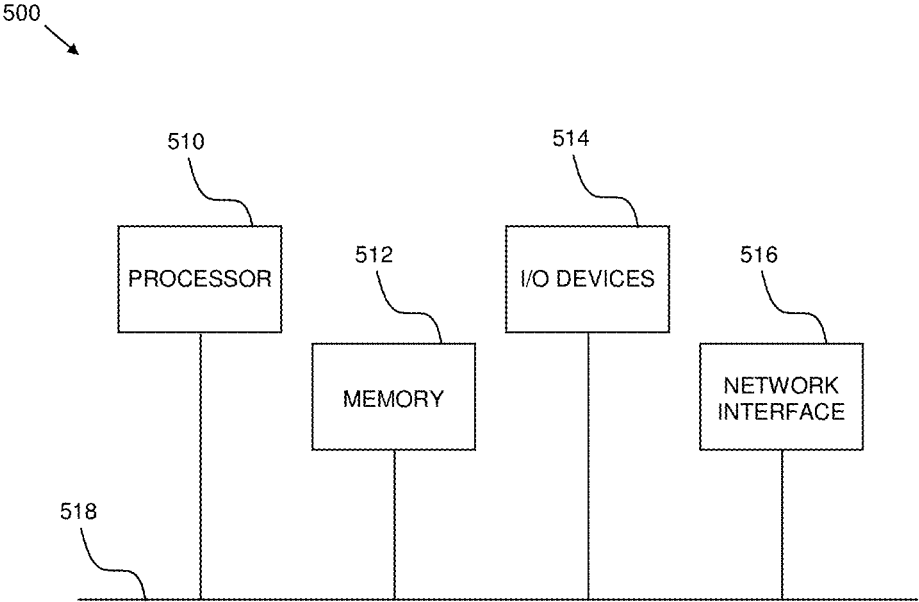 500
510
514
PROCESSOR
512
I/O DEVICES
516
MEMORY
NETWORK
INTERFACE
518